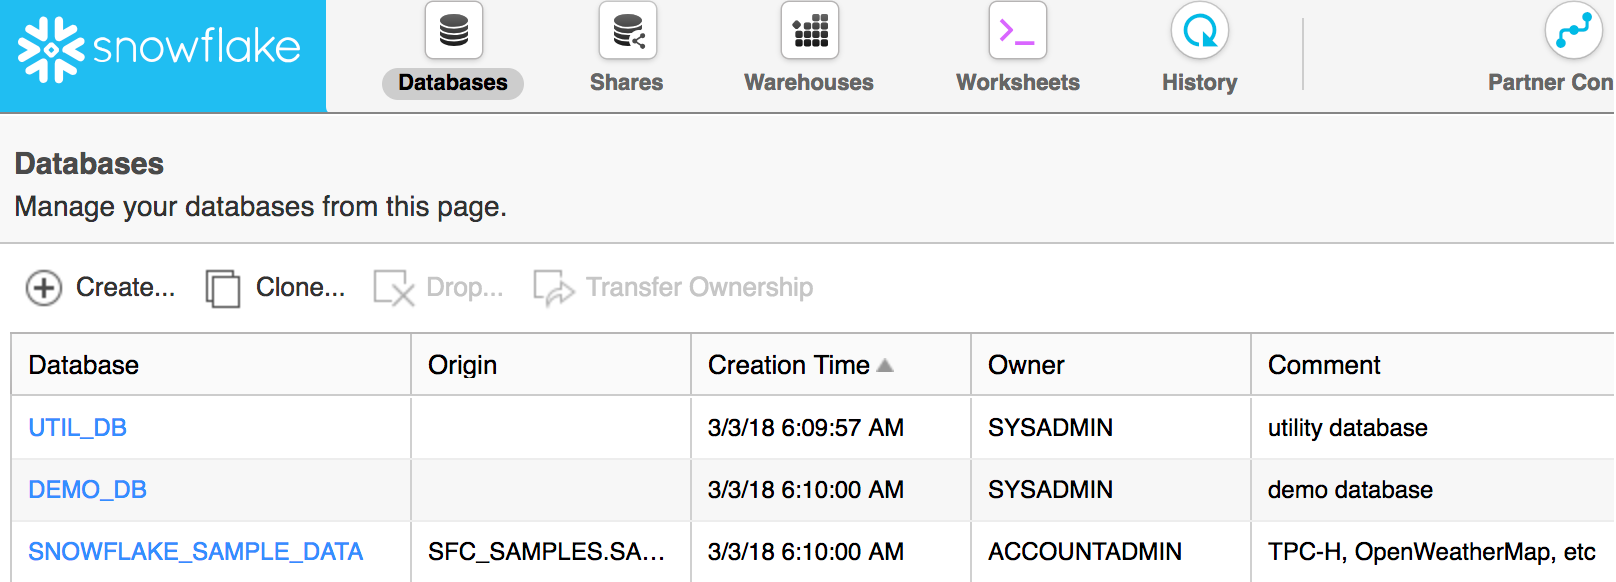 snowflake
Databases Shares Warehouses Worksheets History Partner Con
Databases
Manage your databases from this page.
Create... Clone... Drop... Transfer Ownership
Database Origin Creation Time Owner Comment
UTIL_DB 3/3/18 6:09:57 AM SYSADMIN utility database
DEMO_DB 3/3/18 6:10:00 AM SYSADMIN demo database
SNOWFLAKE_SAMPLE_DATA SFC_SAMPLES.SA... 3/3/18 6:10:00 AM ACCOUNTADMIN TPC-H, OpenWeatherMap, etc